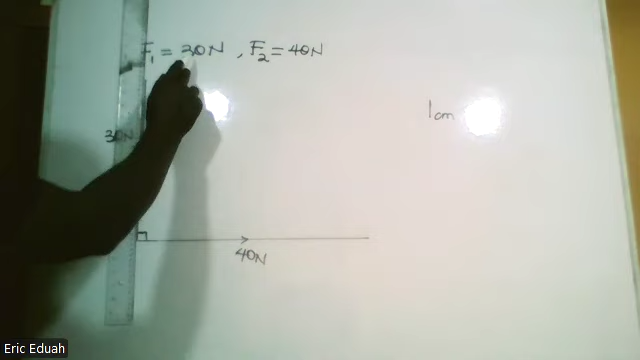 F₁ = 30N , F₂ = 40N
1cm
30N
40N
Eric Eduah